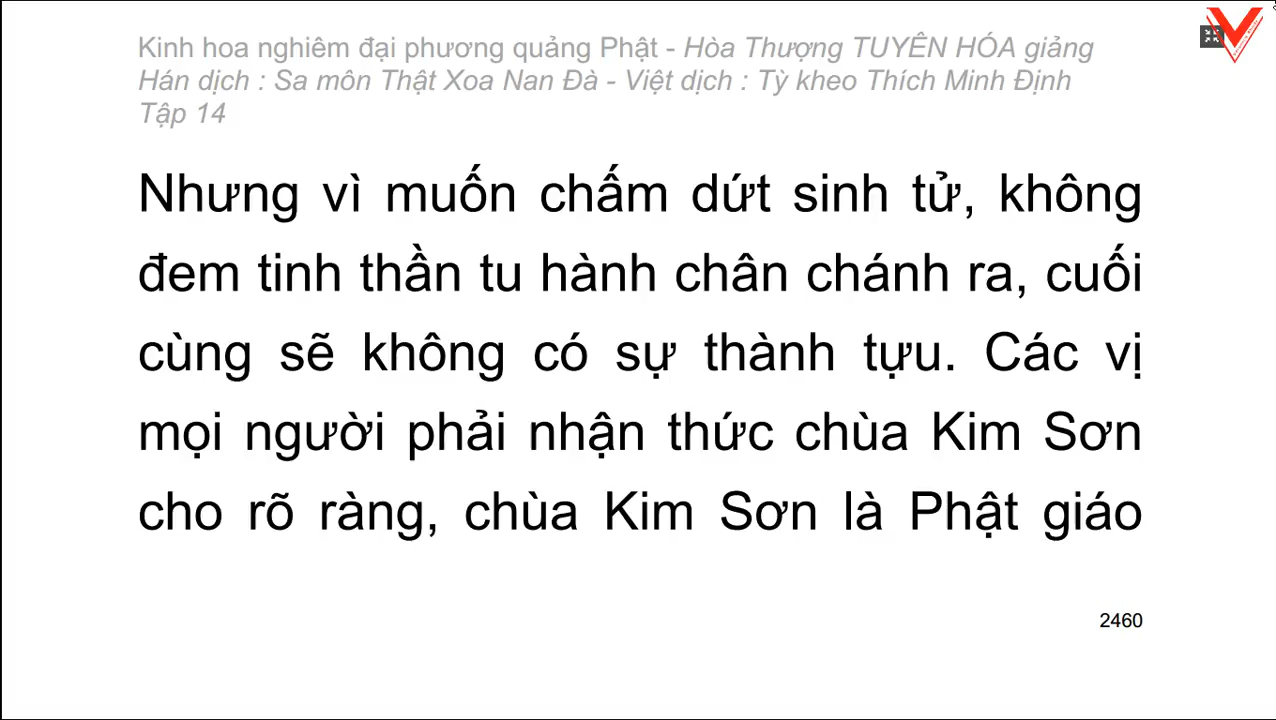 Kinh hoa nghiêm đại phương quảng Phật - Hòa Thượng TUYÊN HÓA giảng
Hán dịch : Sa môn Thật Xoa Nan Đà - Việt dịch : Tỳ kheo Thích Minh Định
Tập 14
Nhưng vì muốn chấm dứt sinh tử, không
đem tinh thần tu hành chân chánh ra, cuối
cùng sẽ không có sự thành tựu. Các vị
mọi người phải nhận thức chùa Kim Sơn
cho rõ ràng, chùa Kim Sơn là Phật giáo
2460